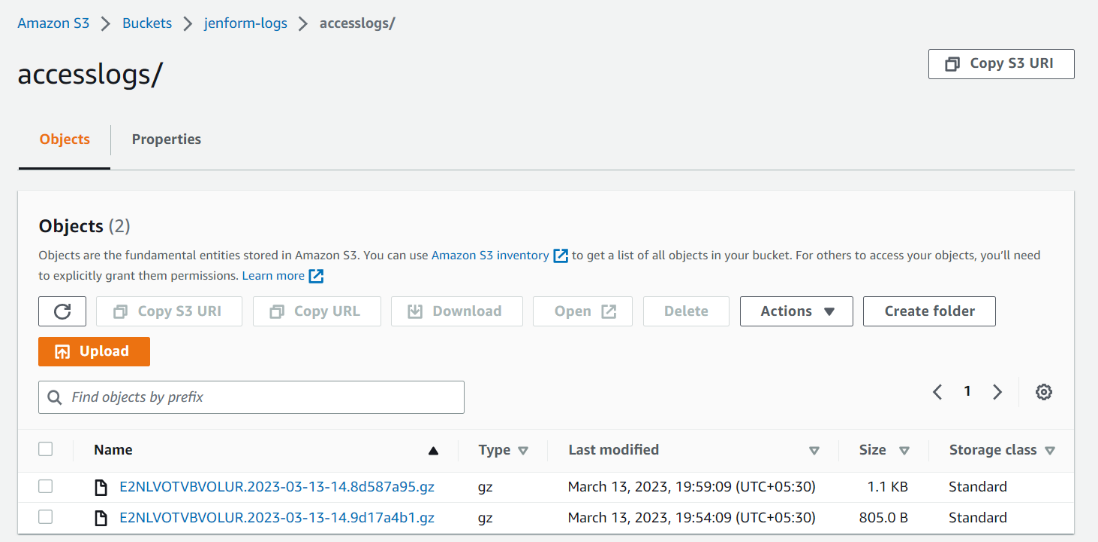 Amazon S3 > Buckets > jenform-logs > accesslogs/
accesslogs/
Copy S3 URI
Objects Properties
Objects (2)
Objects are the fundamental entities stored in Amazon S3. You can use Amazon S3 inventory to get a list of all objects in your bucket. For others to access your objects, you'll need
to explicitly grant them permissions. Learn more
Copy S3 URI Copy URL Download Open Delete Actions Create folder
Upload
Find objects by prefix
1
Name Type Last modified Size Storage class
E2NLVOTVBVOLUR.2023-03-13-14.8d587a95.gz gz March 13, 2023, 19:59:09 (UTC+05:30) 1.1 KB Standard
E2NLVOTVBVOLUR.2023-03-13-14.9d17a4b1.gz gz March 13, 2023, 19:54:09 (UTC+05:30) 805.0 B Standard